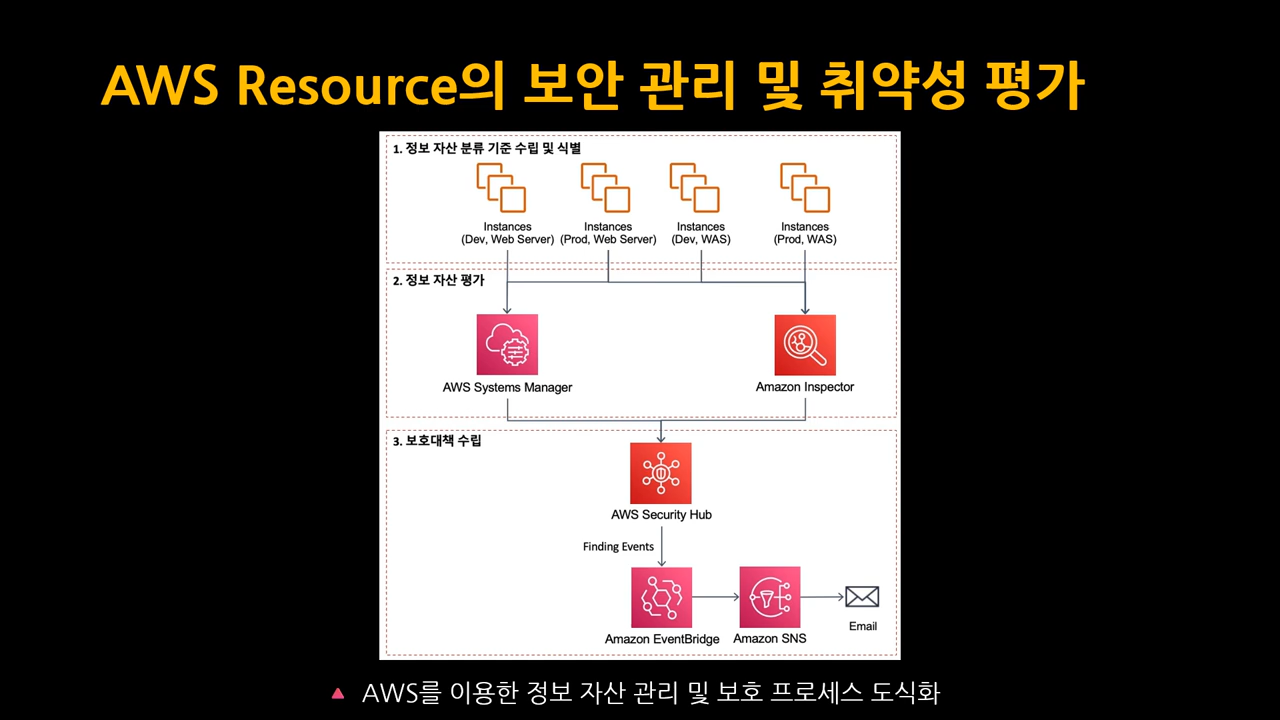 AWS Resource의 보안 관리 및 취약성 평가
1. 정보 자산 분류 기준 수립 및 식별
Instances
(Dev, Web Server)
Instances
(Prod, Web Server)
Instances
(Dev, WAS)
Instances
(Prod, WAS)
2. 정보 자산 평가
AWS Systems Manager
Amazon Inspector
3. 보호대책 수립
AWS Security Hub
Finding Events
Amazon EventBridge
Amazon SNS
Email
🔺 AWS를 이용한 정보 자산 관리 및 보호 프로세스 도식화